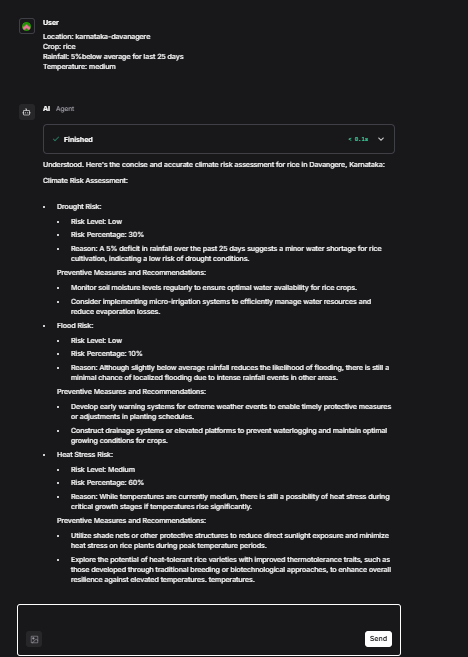 User
Location: karnataka-davanagere
Crop: rice
Rainfall: 5%below average for last 25 days
Temperature: medium
AI Agent
Finished < 0.1s
Understood. Here's the concise and accurate climate risk assessment for rice in Davangere, Karnataka:
Climate Risk Assessment:
• Drought Risk:
• Risk Level: Low
• Risk Percentage: 30%
• Reason: A 5% deficit in rainfall over the past 25 days suggests a minor water shortage for rice
cultivation, indicating a low risk of drought conditions.
Preventive Measures and Recommendations:
• Monitor soil moisture levels regularly to ensure optimal water availability for rice crops.
• Consider implementing micro-irrigation systems to efficiently manage water resources and
reduce evaporation losses.
• Flood Risk:
• Risk Level: Low
• Risk Percentage: 10%
• Reason: Although slightly below average rainfall reduces the likelihood of flooding, there is still a
minimal chance of localized flooding due to intense rainfall events in other areas.
Preventive Measures and Recommendations:
• Develop early warning systems for extreme weather events to enable timely protective measures
or adjustments in planting schedules.
• Construct drainage systems or elevated platforms to prevent waterlogging and maintain optimal
growing conditions for crops.
• Heat Stress Risk:
• Risk Level: Medium
• Risk Percentage: 60%
• Reason: While temperatures are currently medium, there is still a possibility of heat stress during
critical growth stages if temperatures rise significantly.
Preventive Measures and Recommendations:
• Utilize shade nets or other protective structures to reduce direct sunlight exposure and minimize
heat stress on rice plants during peak temperature periods.
• Explore the potential of heat-tolerant rice varieties with improved thermotolerance traits, such as
those developed through traditional breeding or biotechnological approaches, to enhance overall
resilience against elevated temperatures. temperatures.
Send